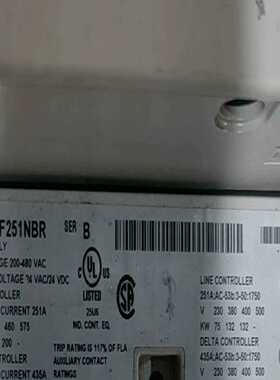 F251NBR SER B
LY
GE 200-480 VAC
OLTAGE 24 VAC/24 VDC
OLLER
CURRENT 251A
460 575
200 -
OLLER
CURRENT 435A
UL
LISTED
25U6
IND. CONT. EQ.
SA
TRIP RATING IS 117% OF FLA
AUXILIARY CONTACT
RATINGS
LINE CONTROLLER
251A:AC-53b:3-50:1750
V 230 380 400 500
KW 75 132 132 -
DELTA CONTROLLER
435A:AC-53b:3-50:1750
V 230 380 400 500